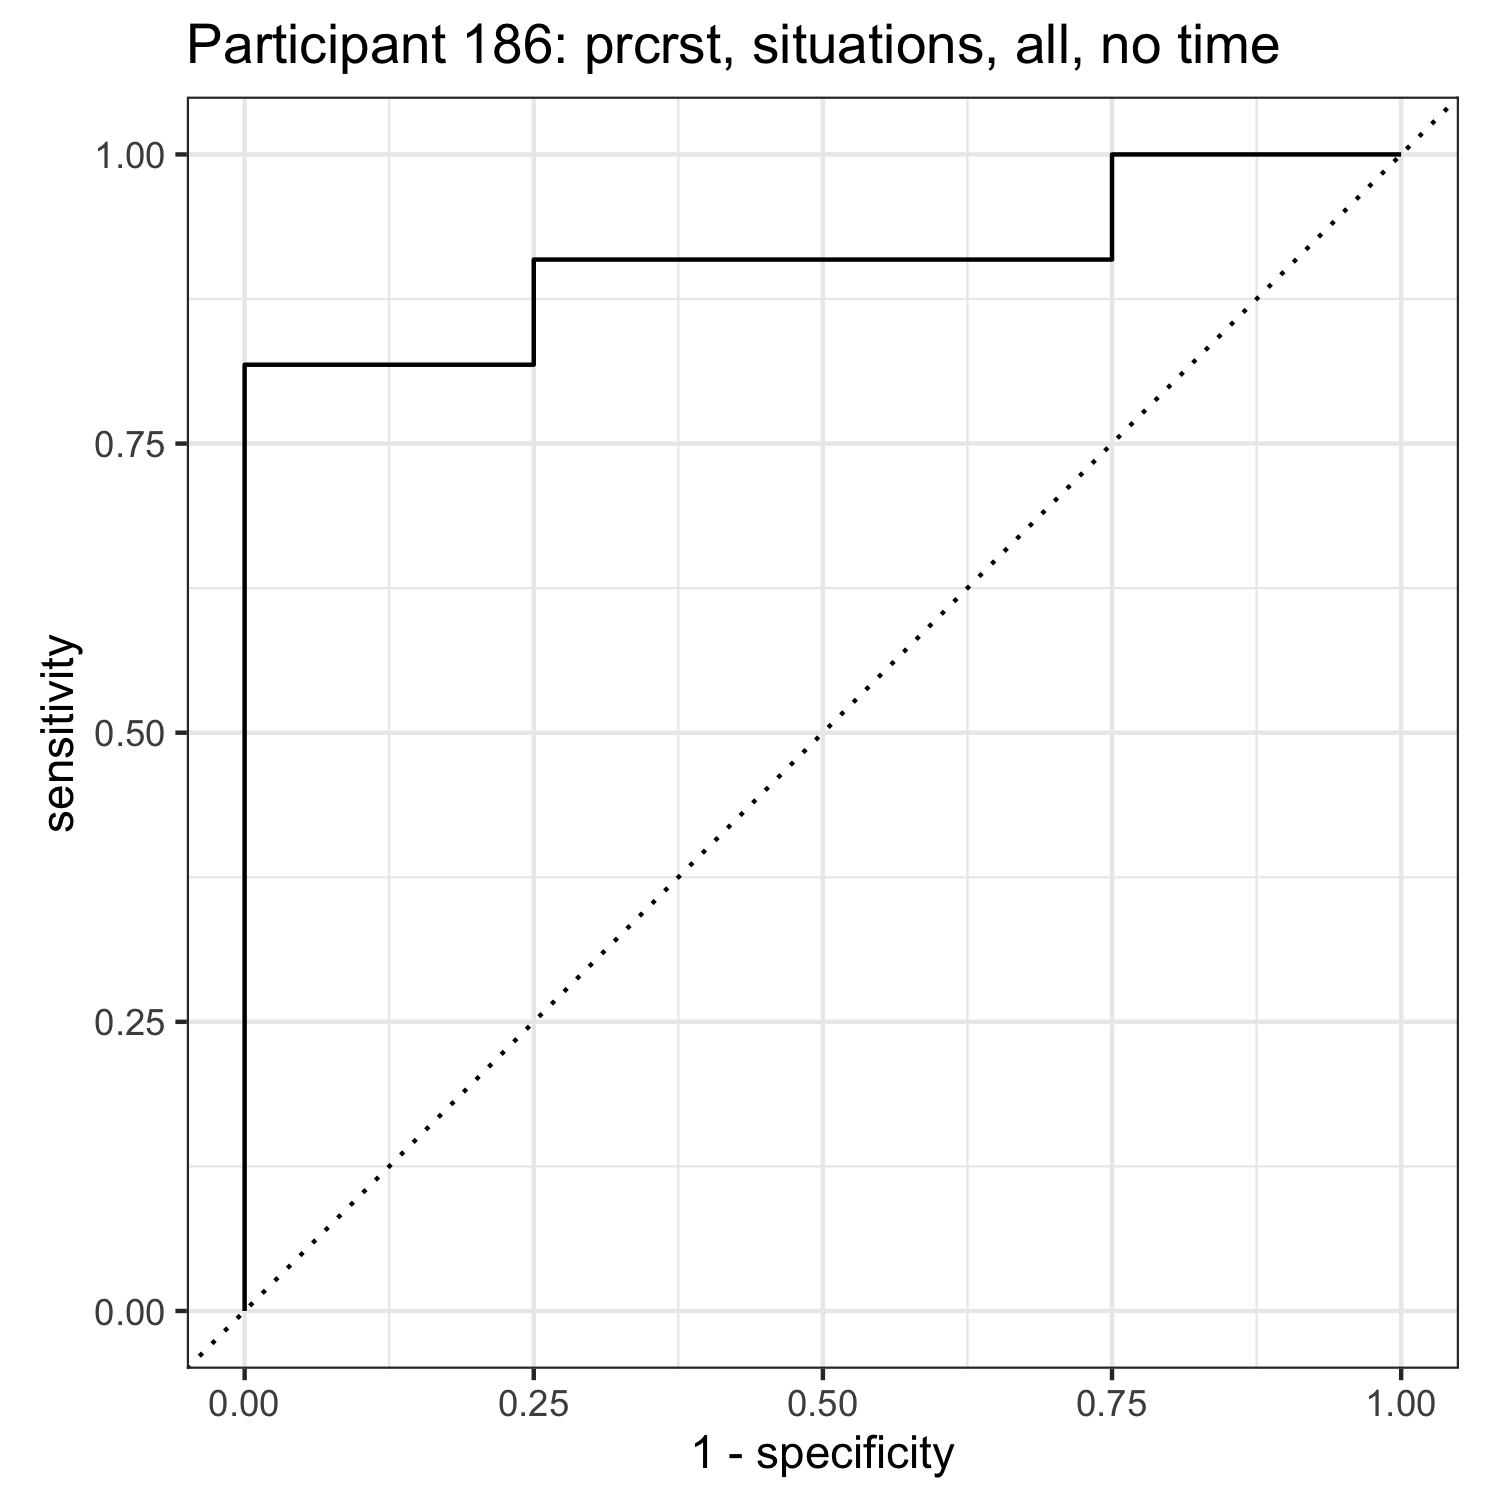 Participant 186: prcrst, situations, all, no time
sensitivity
1.00
0.75
0.50
0.25
0.00
0.00 0.25 0.50 0.75 1.00
1 - specificity